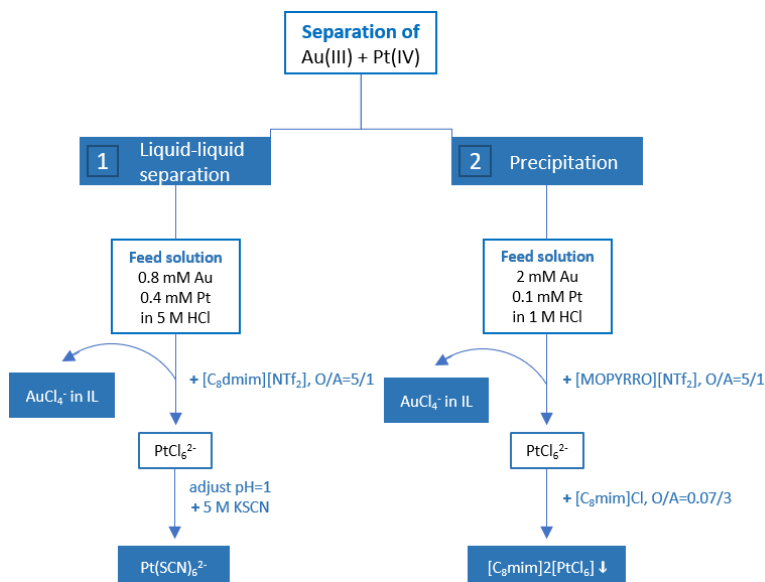 Separation of
Au(III) + Pt(IV)
1
Liquid-liquid
separation
2
Precipitation
Feed solution
0.8 mM Au
0.4 mM Pt
in 5 M HCl
Feed solution
2 mM Au
0.1 mM Pt
in 1 M HCl
+ [C₈dmim][NTf₂], O/A=5/1
AuCl₄⁻ in IL
+ [MOPYRRO][NTf₂], O/A=5/1
AuCl₄⁻ in IL
PtCl₆²⁻
PtCl₆²⁻
adjust pH=1
+ 5 M KSCN
+ [C₈mim]Cl, O/A=0.07/3
Pt(SCN)₆²⁻
[C₈mim]2[PtCl₆] ⬇